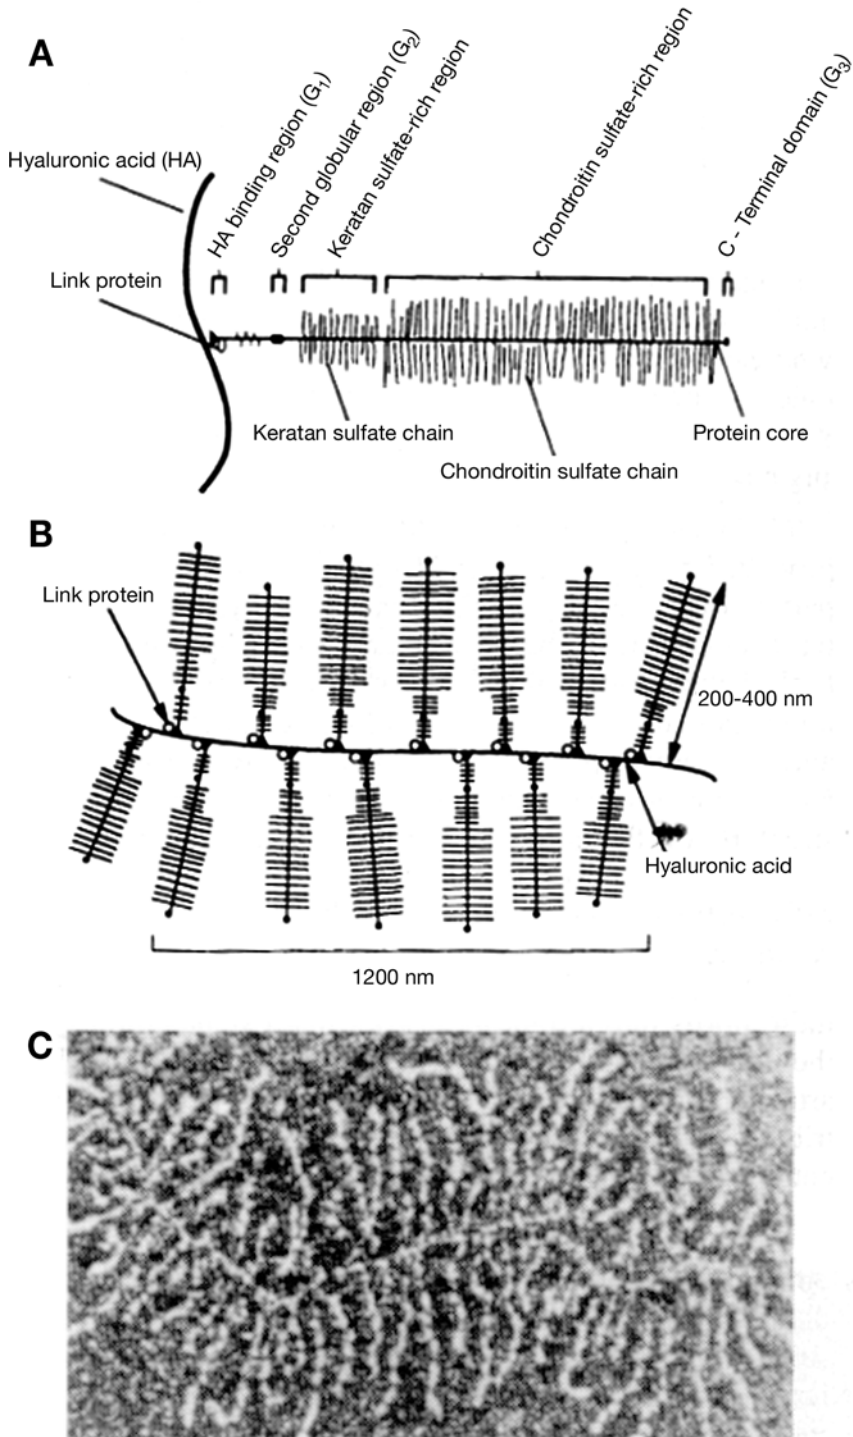 A
Hyaluronic acid (HA)
HA binding region (G1)
Second globular region (G2)
Keratan sulfate-rich region
Chondroitin sulfate-rich region
C - Terminal domain (G3)
Link protein
Keratan sulfate chain
Chondroitin sulfate chain
Protein core
B
Link protein
200-400 nm
Hyaluronic acid
1200 nm
C